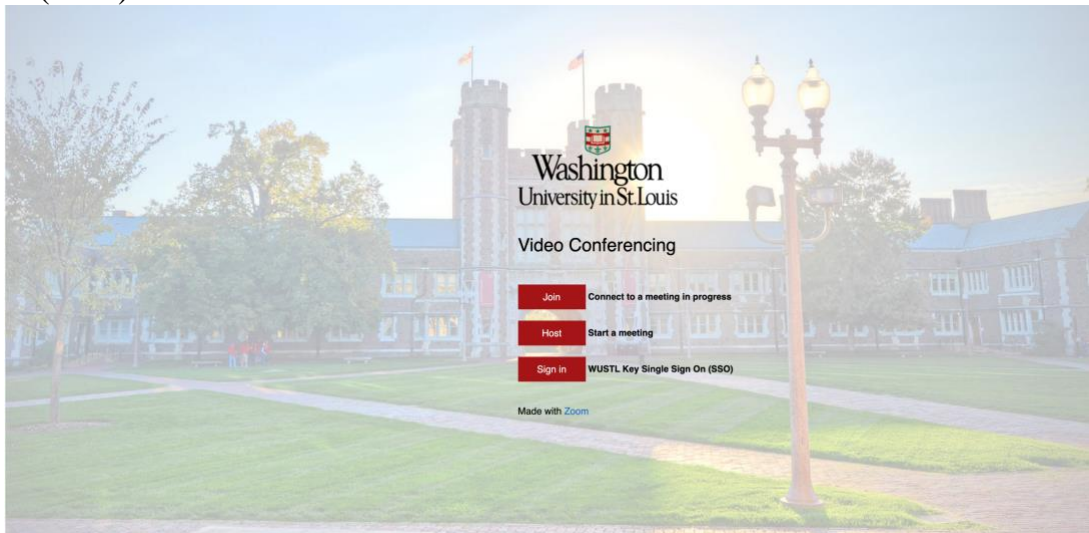 Washington
University in St. Louis
Video Conferencing
Join Connect to a meeting in progress
Host Start a meeting
Sign in WUSTL Key Single Sign On (SSO)
Made with Zoom